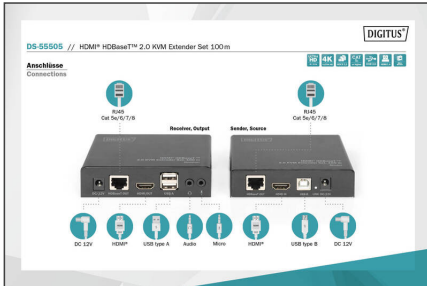 DIGITUS®
DS-55505 // HDMI® HDBaseT™ 2.0 KVM Extender Set 100 m
4K
Anschlüsse
Connections
RJ45
Cat 5e/6/7/8
RJ45
Cat 5e/6/7/8
Receiver, Output
Sender, Source
DC 12V
HDMI®
USB type A
Audio
Micro
HDMI®
USB type B
DC 12V